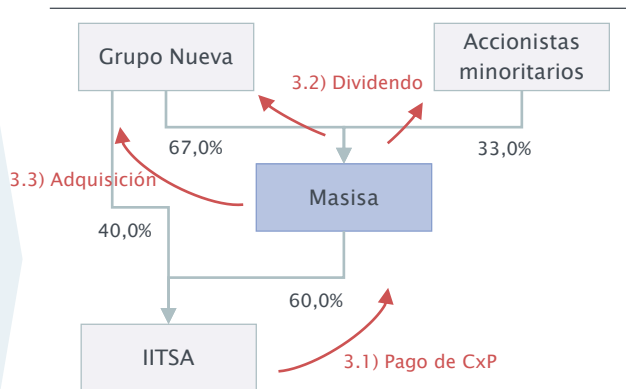 Grupo Nueva
Accionistas
minoritarios
3.2) Dividendo
67,0%
33,0%
3.3) Adquisición
Masisa
40,0%
60,0%
IITSA
3.1) Pago de CxP